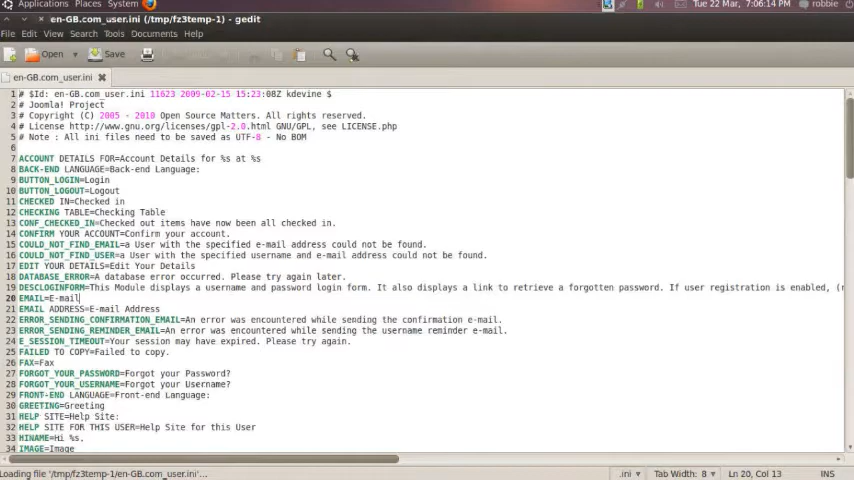 Applications Places System Tue 22 Mar, 7:06:14 PM robbie
en-GB.com_user.ini (/tmp/fz3temp-1) - gedit
File Edit View Search Tools Documents Help
Open Save
en-GB.com_user.ini
1 # $Id: en-GB.com_user.ini 11623 2009-02-15 15:23:08Z kdevine $
2 # Joomla! Project
3 # Copyright (C) 2005 - 2010 Open Source Matters. All rights reserved.
4 # License http://www.gnu.org/licenses/gpl-2.0.html GNU/GPL, see LICENSE.php
5 # Note : All ini files need to be saved as UTF-8 - No BOM
6
7 ACCOUNT DETAILS FOR=Account Details for %s at %s
8 BACK-END LANGUAGE=Back-end Language:
9 BUTTON_LOGIN=Login
10 BUTTON_LOGOUT=Logout
11 CHECKED IN=Checked in
12 CHECKING TABLE=Checking Table
13 CONF_CHECKED_IN=Checked out items have now been all checked in.
14 CONFIRM YOUR ACCOUNT=Confirm your account.
15 COULD_NOT_FIND_EMAIL=a User with the specified e-mail address could not be found.
16 COULD_NOT_FIND_USER=a User with the specified username and e-mail address could not be found.
17 EDIT YOUR DETAILS=Edit Your Details
18 DATABASE_ERROR=A database error occurred. Please try again later.
19 DESCLOGINFORM=This Module displays a username and password login form. It also displays a link to retrieve a forgotten password. If user registration is enabled, (r
20 EMAIL=E-mail
21 EMAIL ADDRESS=E-mail Address
22 ERROR_SENDING_CONFIRMATION_EMAIL=An error was encountered while sending the confirmation e-mail.
23 ERROR_SENDING_REMINDER_EMAIL=An error was encountered while sending the username reminder e-mail.
24 E_SESSION_TIMEOUT=Your session may have expired. Please try again.
25 FAILED TO COPY=Failed to copy.
26 FAX=Fax
27 FORGOT_YOUR_PASSWORD=Forgot your Password?
28 FORGOT_YOUR_USERNAME=Forgot your Username?
29 FRONT-END LANGUAGE=Front-end Language:
30 GREETING=Greeting
31 HELP SITE=Help Site:
32 HELP SITE FOR THIS USER=Help Site for this User
33 HINAME=Hi %s,
34 IMAGE=Image
Loading file '/tmp/fz3temp-1/en-GB.com_user.ini'... .ini Tab Width: 8 Ln 20, Col 13 INS